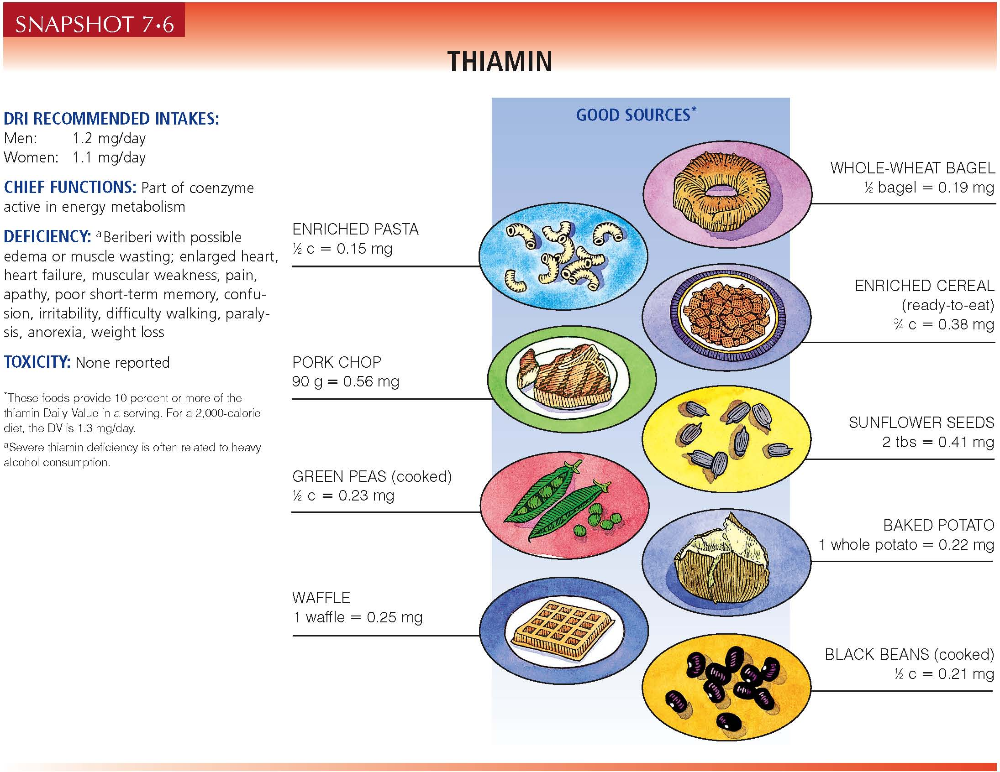 SNAPSHOT 7•6
THIAMIN
DRI RECOMMENDED INTAKES:
Men: 1.2 mg/day
Women: 1.1 mg/day
CHIEF FUNCTIONS: Part of coenzyme
active in energy metabolism
DEFICIENCY: ᵃBeriberi with possible
edema or muscle wasting; enlarged heart,
heart failure, muscular weakness, pain,
apathy, poor short-term memory, confu-
sion, irritability, difficulty walking, paraly-
sis, anorexia, weight loss
TOXICITY: None reported
*These foods provide 10 percent or more of the
thiamin Daily Value in a serving. For a 2,000-calorie
diet, the DV is 1.3 mg/day.
ᵃSevere thiamin deficiency is often related to heavy
alcohol consumption.
GOOD SOURCES*
ENRICHED PASTA
½ c = 0.15 mg
PORK CHOP
90 g = 0.56 mg
GREEN PEAS (cooked)
½ c = 0.23 mg
WAFFLE
1 waffle = 0.25 mg
WHOLE-WHEAT BAGEL
½ bagel = 0.19 mg
ENRICHED CEREAL
(ready-to-eat)
¾ c = 0.38 mg
SUNFLOWER SEEDS
2 tbs = 0.41 mg
BAKED POTATO
1 whole potato = 0.22 mg
BLACK BEANS (cooked)
½ c = 0.21 mg